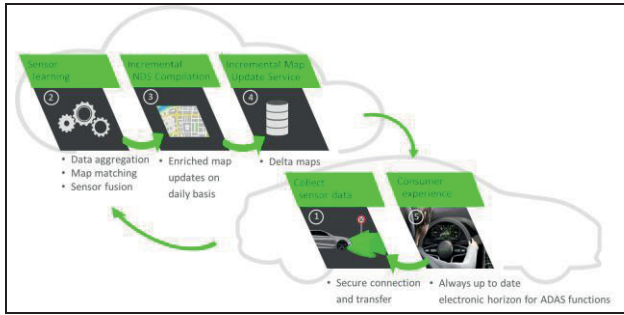 Sensor
learning
Incremental
NDS Compilation
Incremental Map
Update Service
2
3
4
• Data aggregation
• Map matching
• Sensor fusion
• Enriched map
updates on
daily basis
• Delta maps
Collect
sensor data
Consumer
experience
1
5
• Secure connection
and transfer
• Always up to date
electronic horizon for ADAS functions